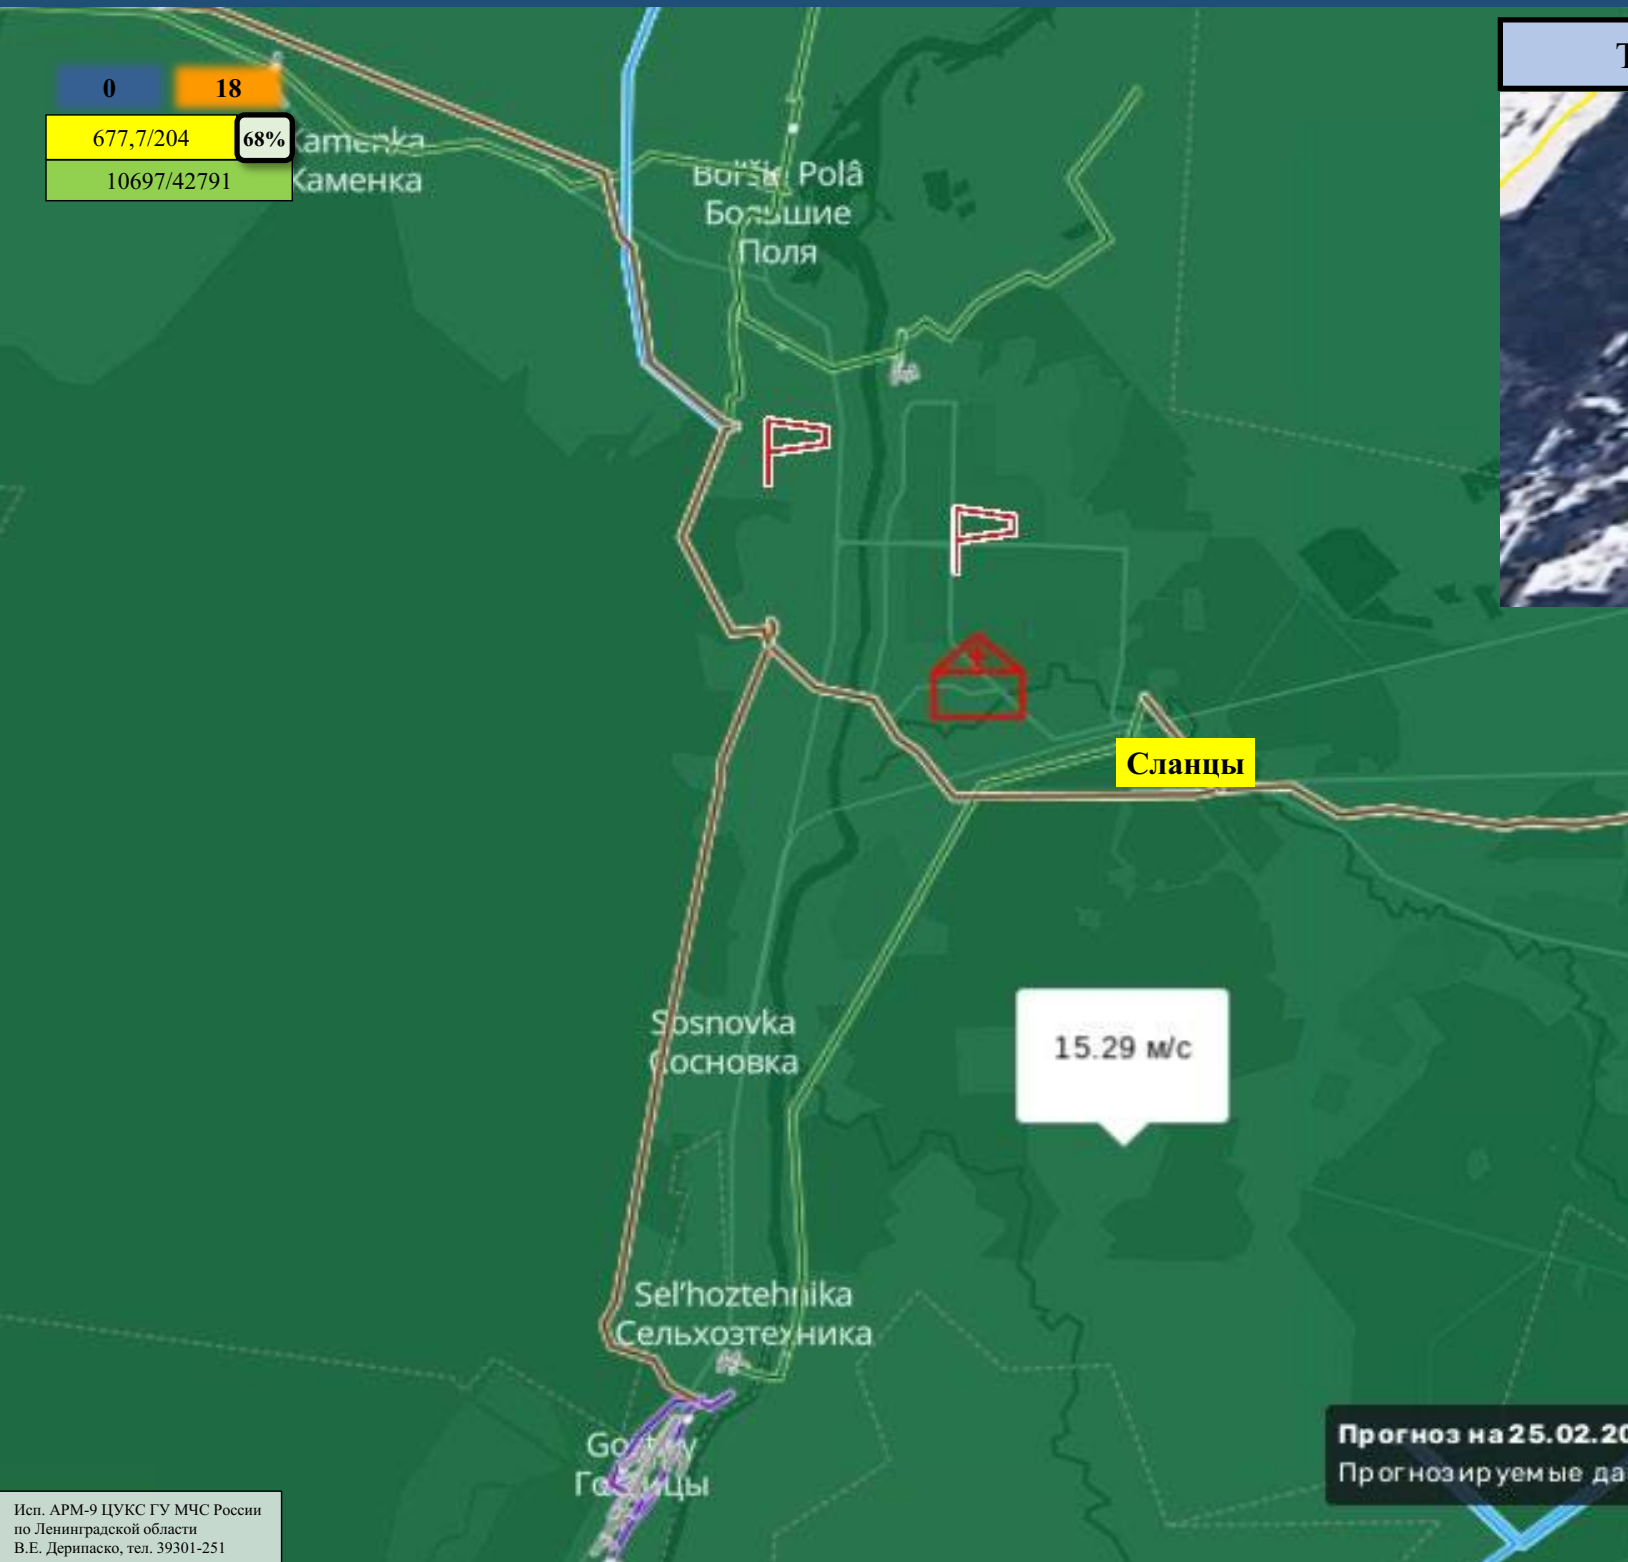 0 18
677,7/204 68%
10697/42791
Kamenka
Каменка
Polâ
Большие
Поля
Сланцы
Sosnovka
Сосновка
15.29 м/с
Sel'hoztehnika
Сельхозтехника
Прогноз на 25.02.20
Прогнозируемые да
Исп. АРМ-9 ЦУКС ГУ МЧС России
по Ленинградской области
В.Е. Дерипаско, тел. 39301-251